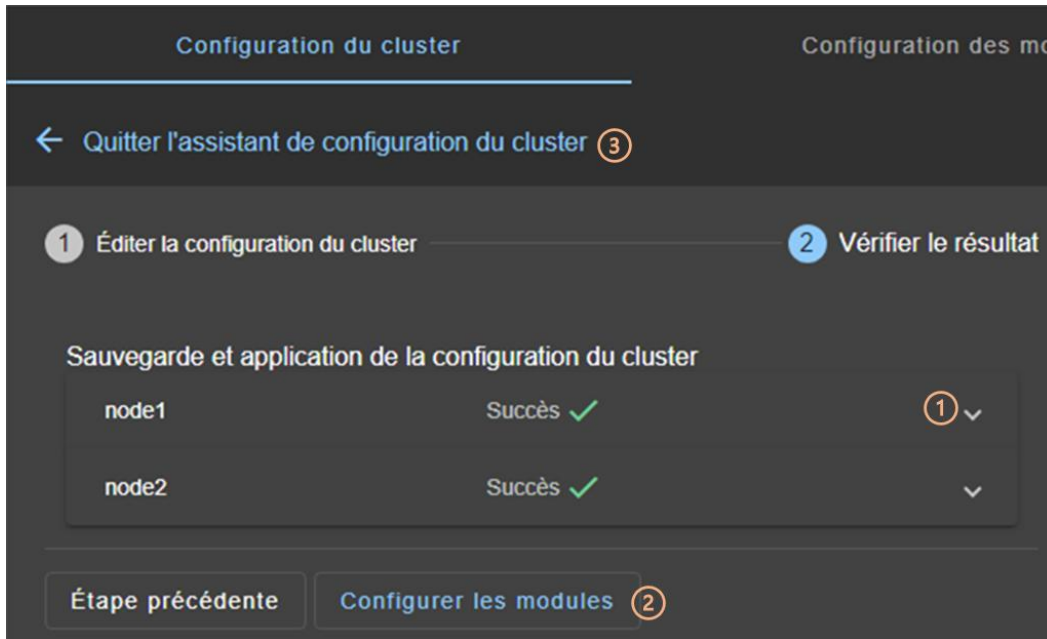 Configuration du cluster Configuration des mo
← Quitter l'assistant de configuration du cluster ③
1 Éditer la configuration du cluster 2 Vérifier le résultat
Sauvegarde et application de la configuration du cluster
node1 Succès ✓ ①
node2 Succès ✓
Étape précédente Configurer les modules ②